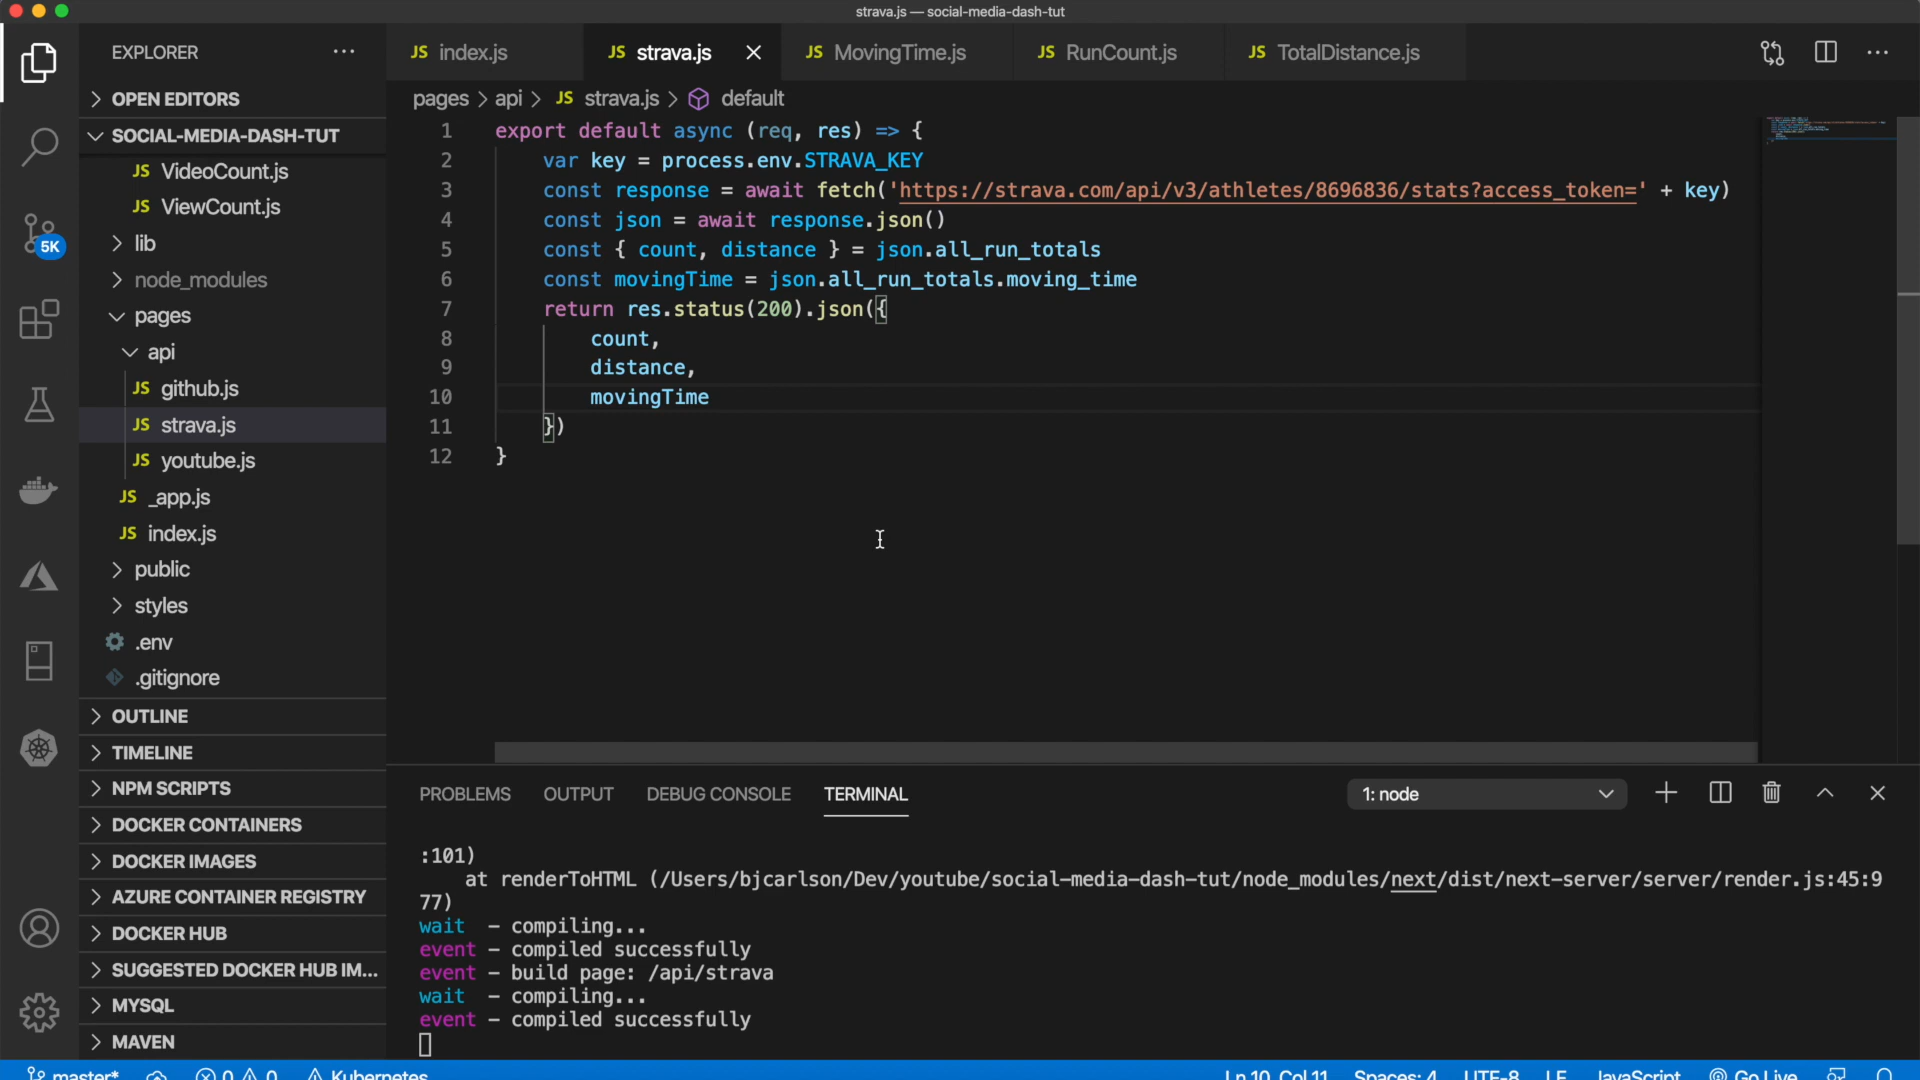 strava.js — social-media-dash-tut
EXPLORER
JS index.js
JS strava.js
JS MovingTime.js
JS RunCount.js
JS TotalDistance.js
pages > api > JS strava.js > default
OPEN EDITORS
SOCIAL-MEDIA-DASH-TUT
JS VideoCount.js
JS ViewCount.js
lib
node_modules
pages
api
JS github.js
JS strava.js
JS youtube.js
JS _app.js
JS index.js
public
styles
.env
.gitignore
OUTLINE
TIMELINE
NPM SCRIPTS
DOCKER CONTAINERS
DOCKER IMAGES
AZURE CONTAINER REGISTRY
DOCKER HUB
SUGGESTED DOCKER HUB IM...
MYSQL
MAVEN
5K
1 export default async (req, res) => {
2 var key = process.env.STRAVA_KEY
3 const response = await fetch('https://strava.com/api/v3/athletes/8696836/stats?access_token=' + key)
4 const json = await response.json()
5 const { count, distance } = json.all_run_totals
6 const movingTime = json.all_run_totals.moving_time
7 return res.status(200).json({
8 count,
9 distance,
10 movingTime
11 })
12 }
PROBLEMS OUTPUT DEBUG CONSOLE TERMINAL
1: node
:101)
at renderToHTML (/Users/bjcarlson/Dev/youtube/social-media-dash-tut/node_modules/next/dist/next-server/server/render.js:45:9
77)
wait - compiling...
event - compiled successfully
event - build page: /api/strava
wait - compiling...
event - compiled successfully
master* 0 0 Kubernetes Ln 10, Col 11 Spaces: 4 UTF-8 LF JavaScript Go Live